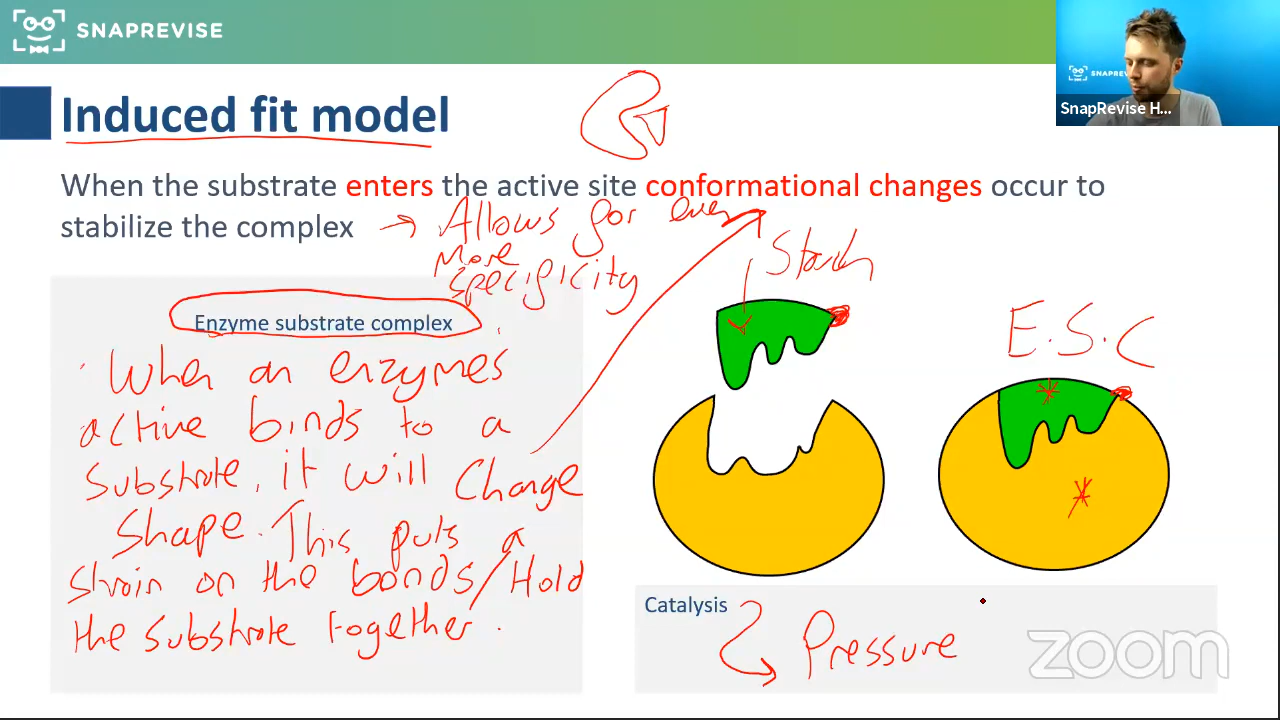 SNAPREVISE
SNAPREVISE
SnapRevise H...
Induced fit model
When the substrate enters the active site conformational changes occur to
stabilize the complex → Allows for even
more
specificity
Starch
Enzyme substrate complex
When an enzymes
active binds to a
substrate, it will Change
Shape. This puts a
strain on the bonds/Hold
the substrate together.
E.S.C
Catalysis
Pressure
zoom